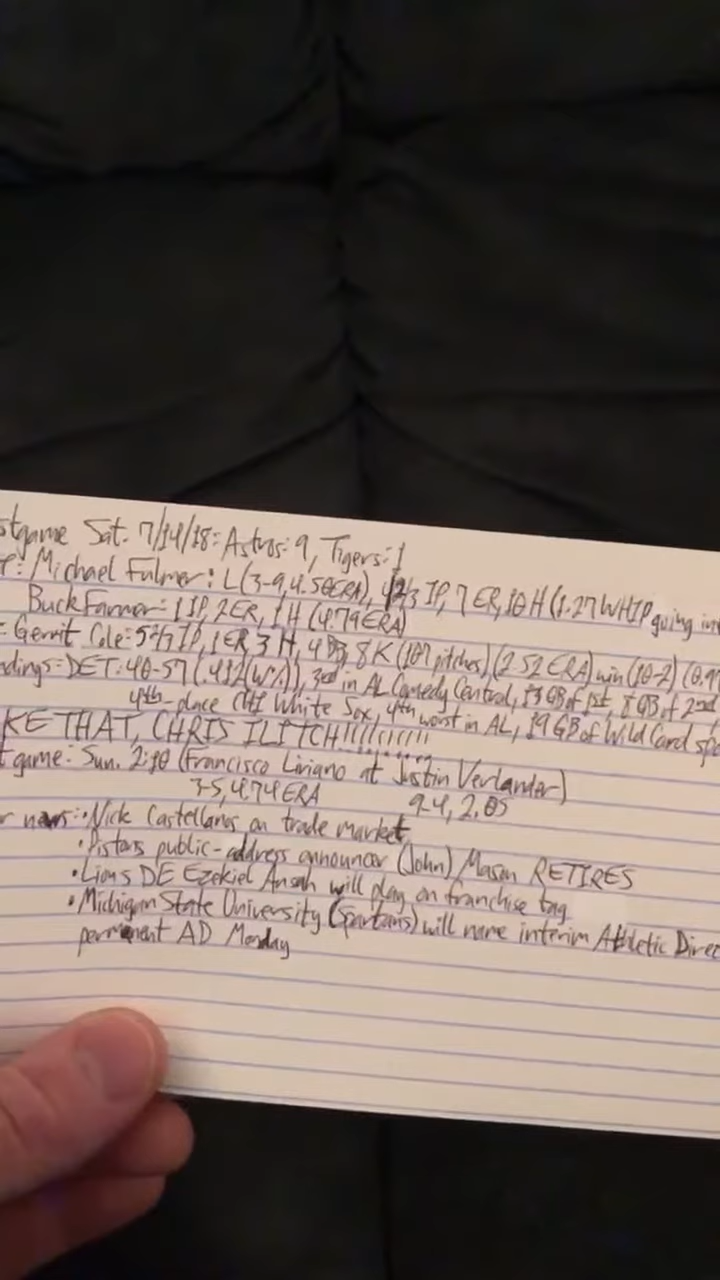 stgame Sat. 7/14/18: Astros: 9, Tigers: 1
P: Michael Fulmer: L (3-9, 4.50 ERA), 4 2/3 IP, 7 ER, 10 H (1.27 WHIP going int
Buck Farmer: 1 IP, 2 ER, 1 H (4.79 ERA)
: Gerrit Cole: 5 2/3 IP, 1 ER, 3 H, 4 BB, 8 K (107 pitches) (2.52 ERA) win (10-2) (0.9
ndings: DET: 40-57 (.412 (W%)), 3rd in AL Comedy Central, GB of 1st, 8 GB of 2nd,
4th-place CHI White Sox, 4th worst in AL, 19 GB of Wild Card spo
KE THAT, CHRIS ILITCH!!!!!!!!!!
t game: Sun. 2:10 (Francisco Liriano at Justin Verlander)
3-5, 4.74 ERA 9-4, 2.05
r news: • Nick Castellanos on trade market
• Pistons public-address announcer (John) Mason RETIRES
• Lions DE Ezekiel Ansah will play on franchise tag
• Michigan State University (Spartans) will name interim Athletic Direc
permanent AD Monday